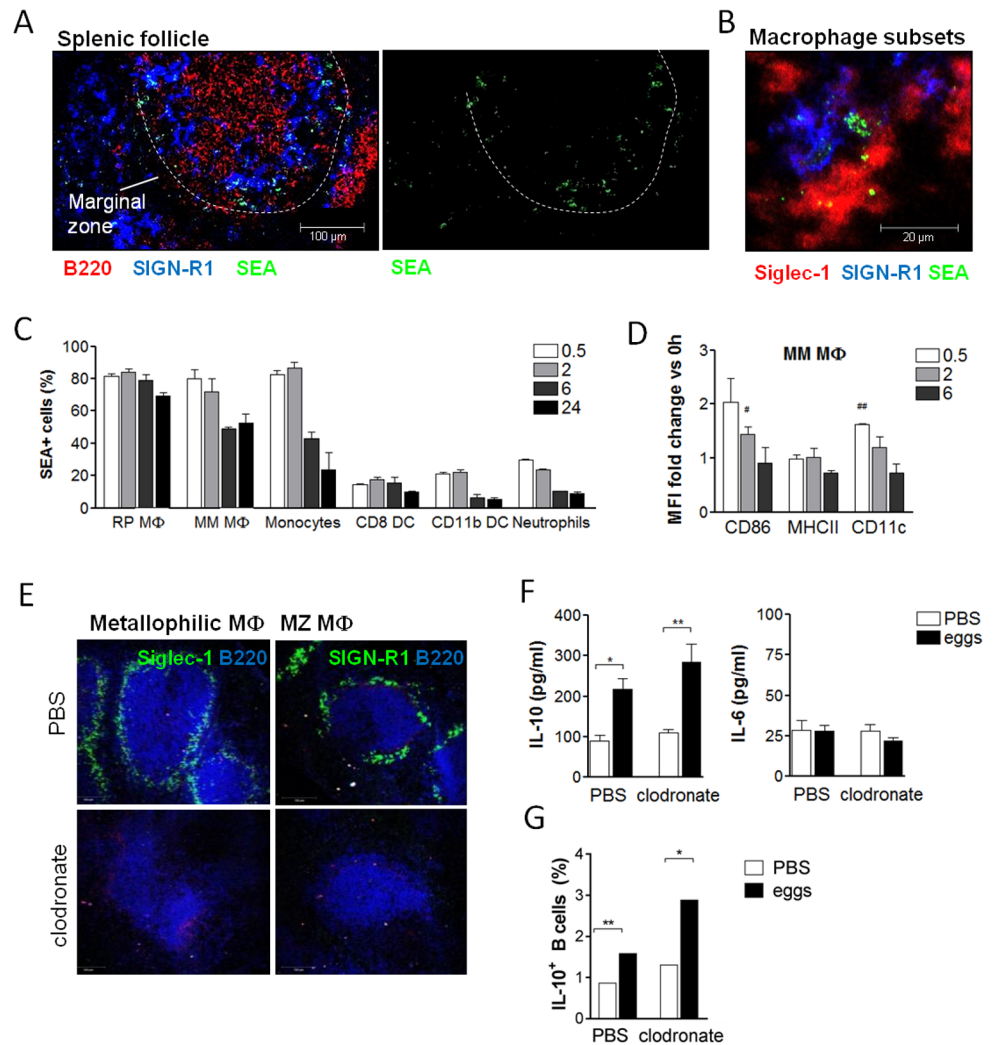 A
Splenic follicle
Marginal
zone
100 µm
B220 SIGN-R1 SEA
SEA
B
Macrophage subsets
20 µm
Siglec-1 SIGN-R1 SEA
C
SEA+ cells (%)
100
80
60
40
20
0
RP MΦ MM MΦ Monocytes CD8 DC CD11b DC Neutrophils
0.5
2
6
24
D
MM MΦ
MFI fold change vs 0h
3
2
1
0
# ##
CD86 MHCII CD11c
0.5
2
6
E
Metallophilic MΦ MZ MΦ
Siglec-1 B220 SIGN-R1 B220
PBS
clodronate
F
IL-10 (pg/ml)
400
300
200
100
0
* **
PBS clodronate
IL-6 (pg/ml)
100
75
50
25
0
PBS clodronate
PBS
eggs
G
IL-10+ B cells (%)
4
3
2
1
0
** *
PBS clodronate
PBS
eggs